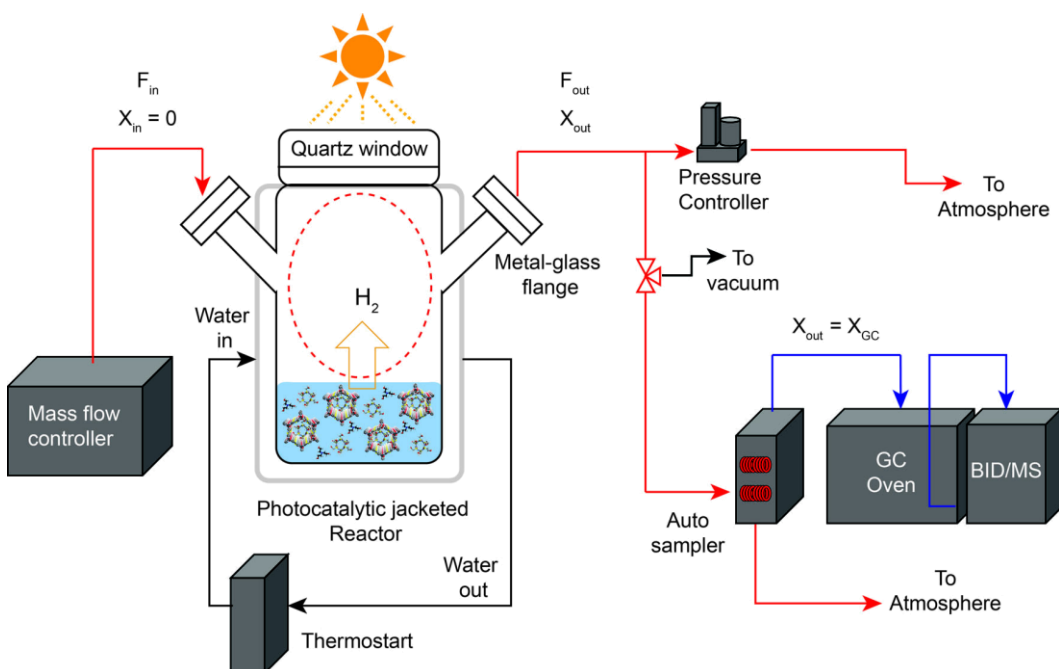 F_in
X_in = 0
Quartz window
F_out
X_out
Pressure
Controller
To
Atmosphere
Metal-glass
flange
To
vacuum
H_2
Water
in
X_out = X_GC
Mass flow
controller
GC
Oven
BID/MS
Photocatalytic jacketed
Reactor
Auto
sampler
Water
out
To
Atmosphere
Thermostart